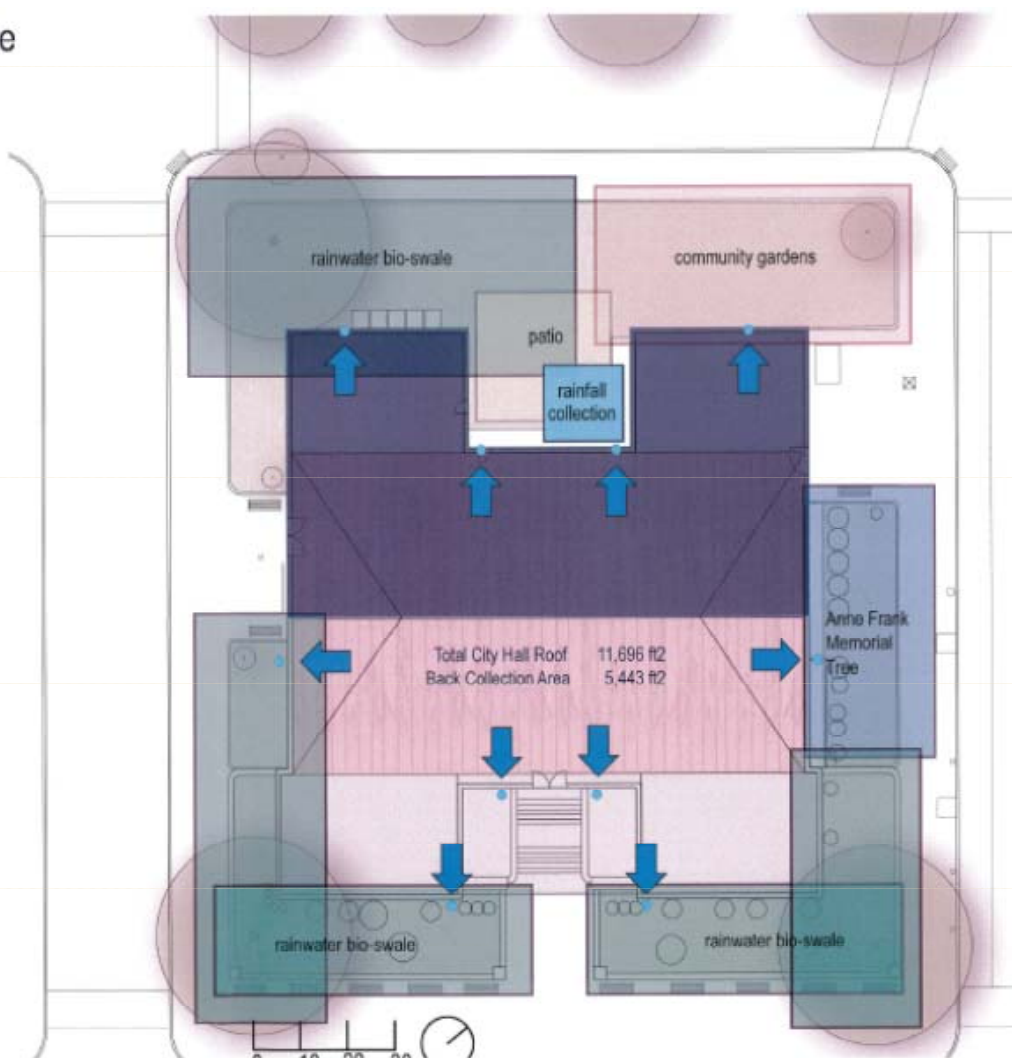 e
rainwater bio-swale
community gardens
patio
rainfall
collection
Anne Frank
Memorial
Tree
Total City Hall Roof 11,696 ft2
Back Collection Area 5,443 ft2
rainwater bio-swale
rainwater bio-swale
0 10 20 30